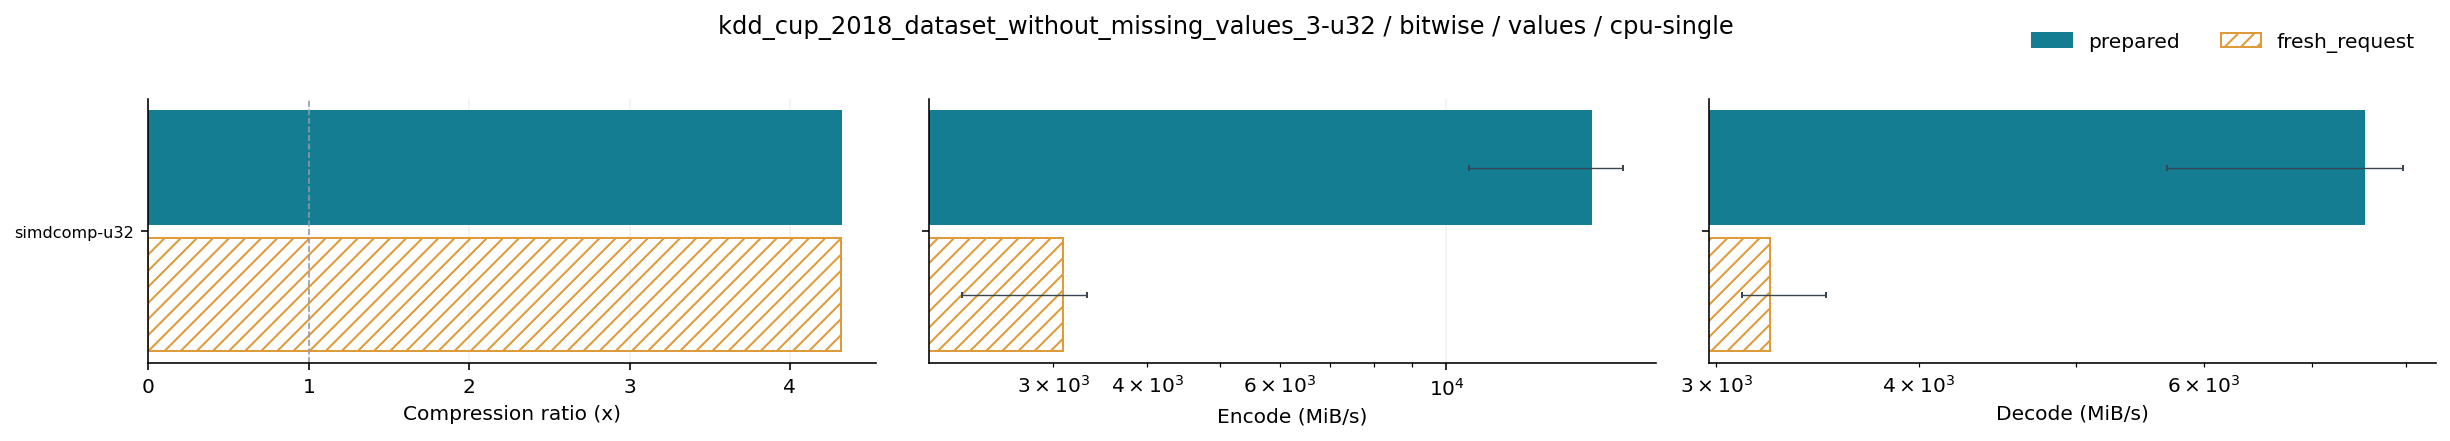 kdd_cup_2018_dataset_without_missing_values_3-u32 / bitwise / values / cpu-single
prepared
fresh_request
simdcomp-u32
0 1 2 3 4
Compression ratio (x)
3 × 10³ 4 × 10³ 6 × 10³ 10⁴
Encode (MiB/s)
3 × 10³ 4 × 10³ 6 × 10³
Decode (MiB/s)